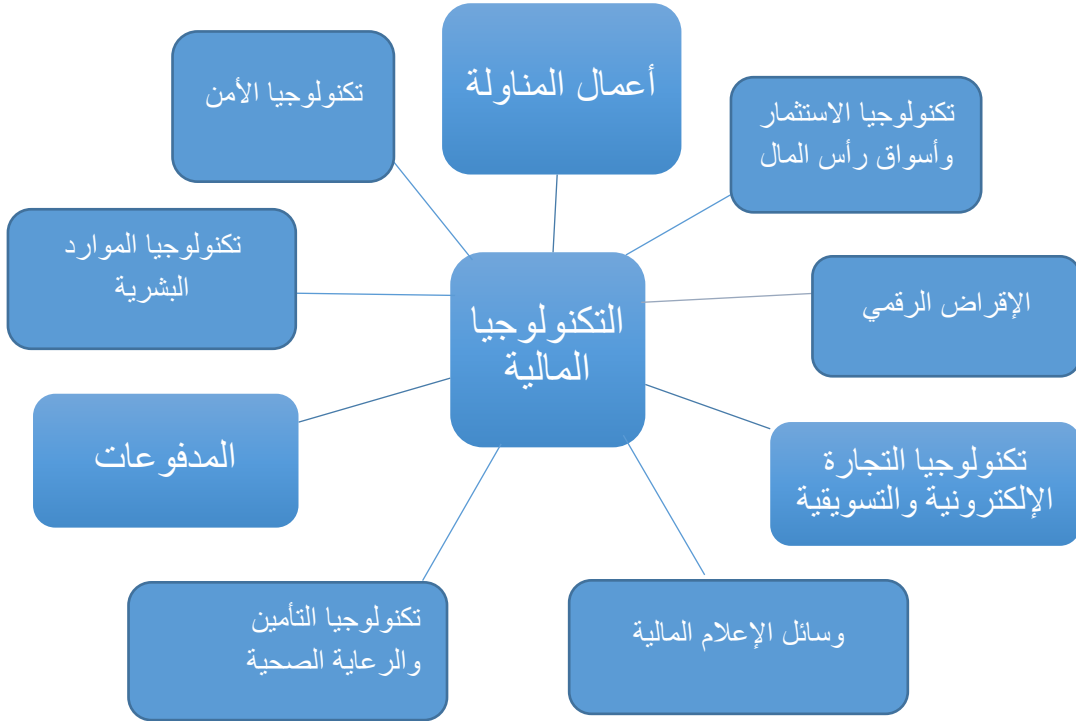 أعمال المناولة
تكنولوجيا الأمن
تكنولوجيا الاستثمار
وأسواق رأس المال
تكنولوجيا الموارد
البشرية
الإقراض الرقمي
التكنولوجيا
المالية
المدفوعات
تكنولوجيا التجارة
الإلكترونية والتسويقية
تكنولوجيا التأمين
والرعاية الصحية
وسائل الإعلام المالية